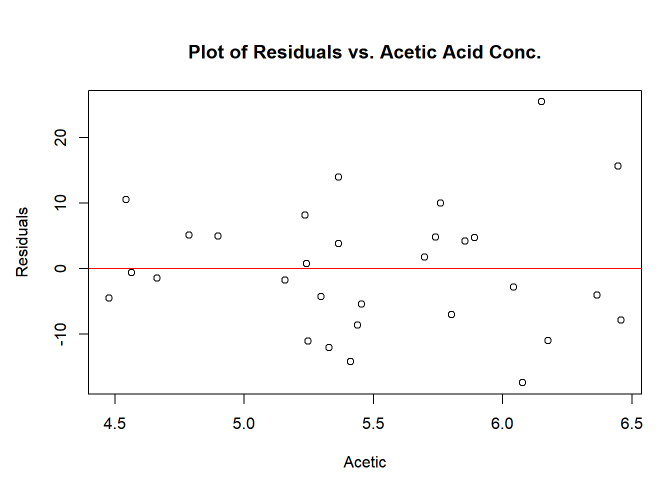 Plot of Residuals vs. Acetic Acid Conc.
Residuals
20
10
0
-10
4.5 5.0 5.5 6.0 6.5
Acetic